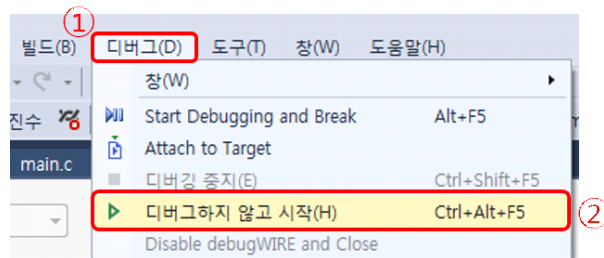 ①
빌드(B) 디버그(D) 도구(T) 창(W) 도움말(H)
창(W)
진수
Start Debugging and Break Alt+F5
Attach to Target
main.c
디버깅 중지(E) Ctrl+Shift+F5
디버그하지 않고 시작(H) Ctrl+Alt+F5
②
Disable debugWIRE and Close